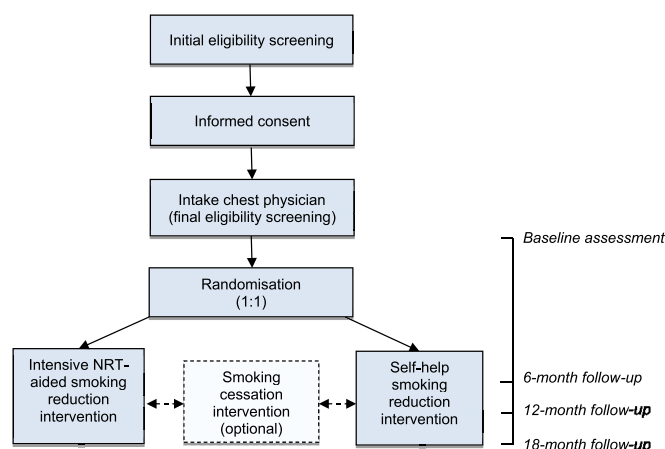 Initial eligibility screening
Informed consent
Intake chest physician
(final eligibility screening)
Baseline assessment
Randomisation
(1:1)
Intensive NRT-
aided smoking
reduction
intervention
Smoking
cessation
intervention
(optional)
Self-help
smoking
reduction
intervention
6-month follow-up
12-month follow-up
18-month follow-up